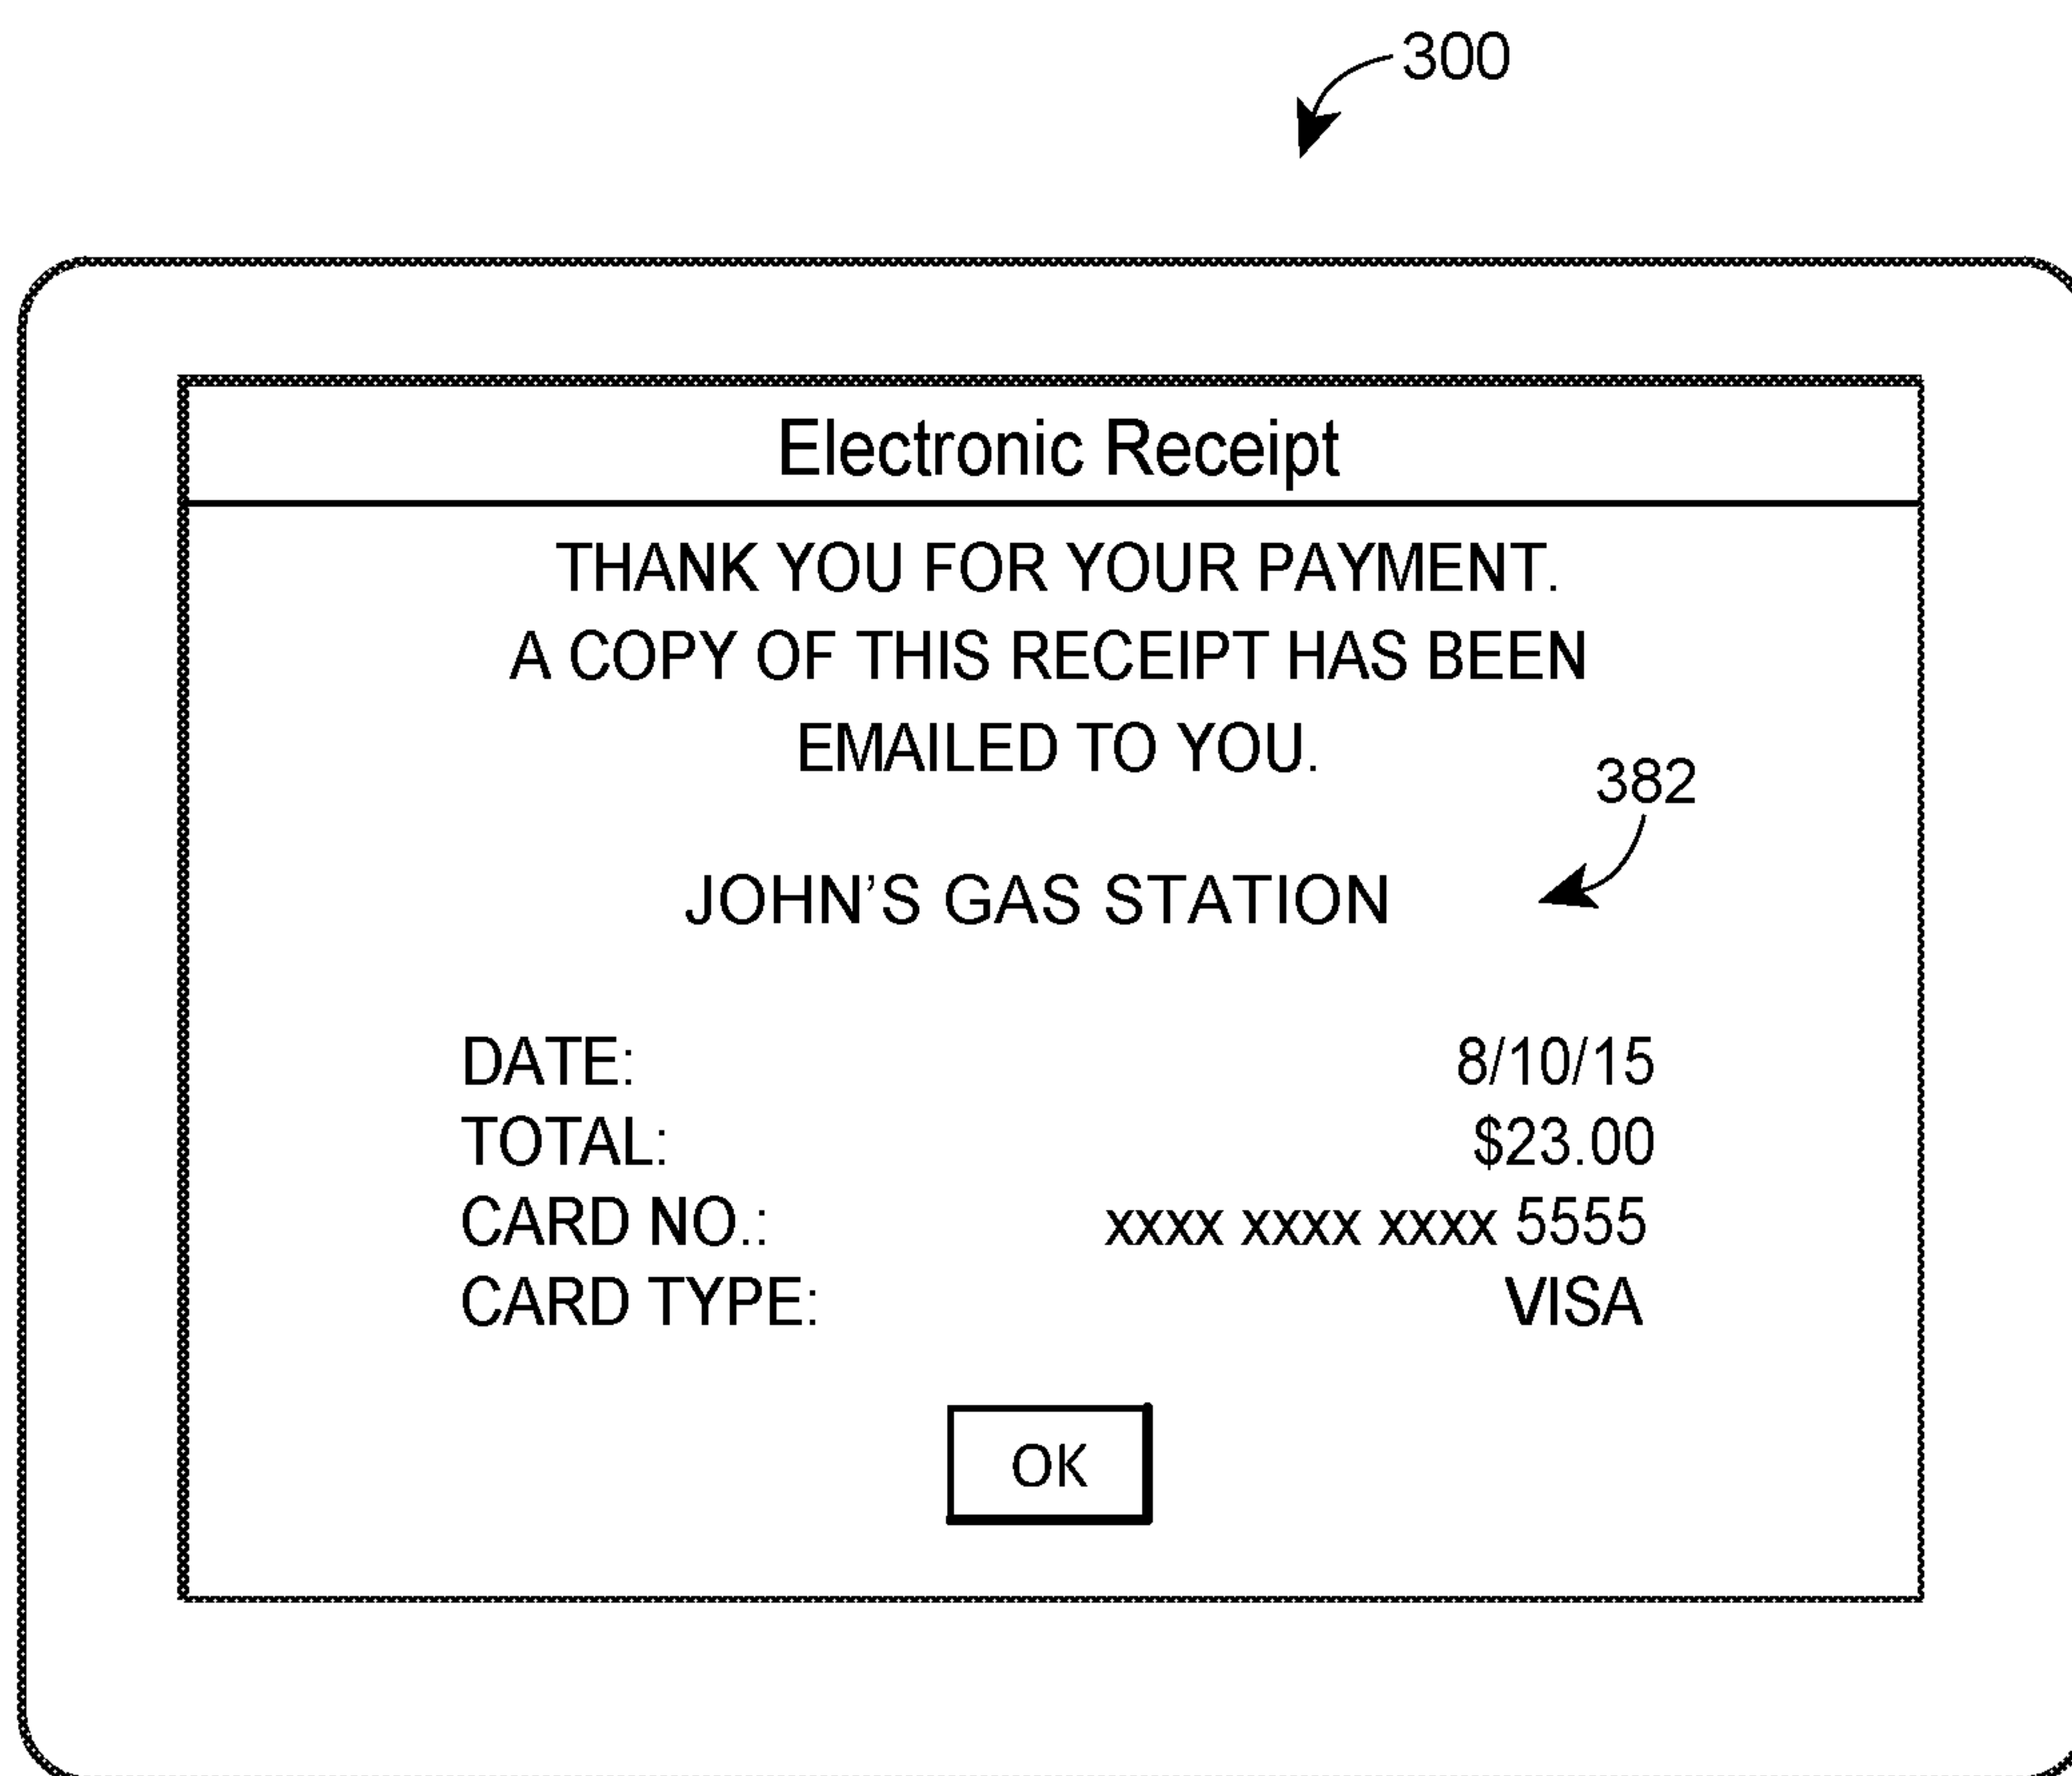 300
Electronic Receipt
THANK YOU FOR YOUR PAYMENT.
A COPY OF THIS RECEIPT HAS BEEN
EMAILED TO YOU.
382
JOHN’S GAS STATION
DATE: 8/10/15
TOTAL: $23.00
CARD NO.: xxxx xxxx xxxx 5555
CARD TYPE: VISA
OK